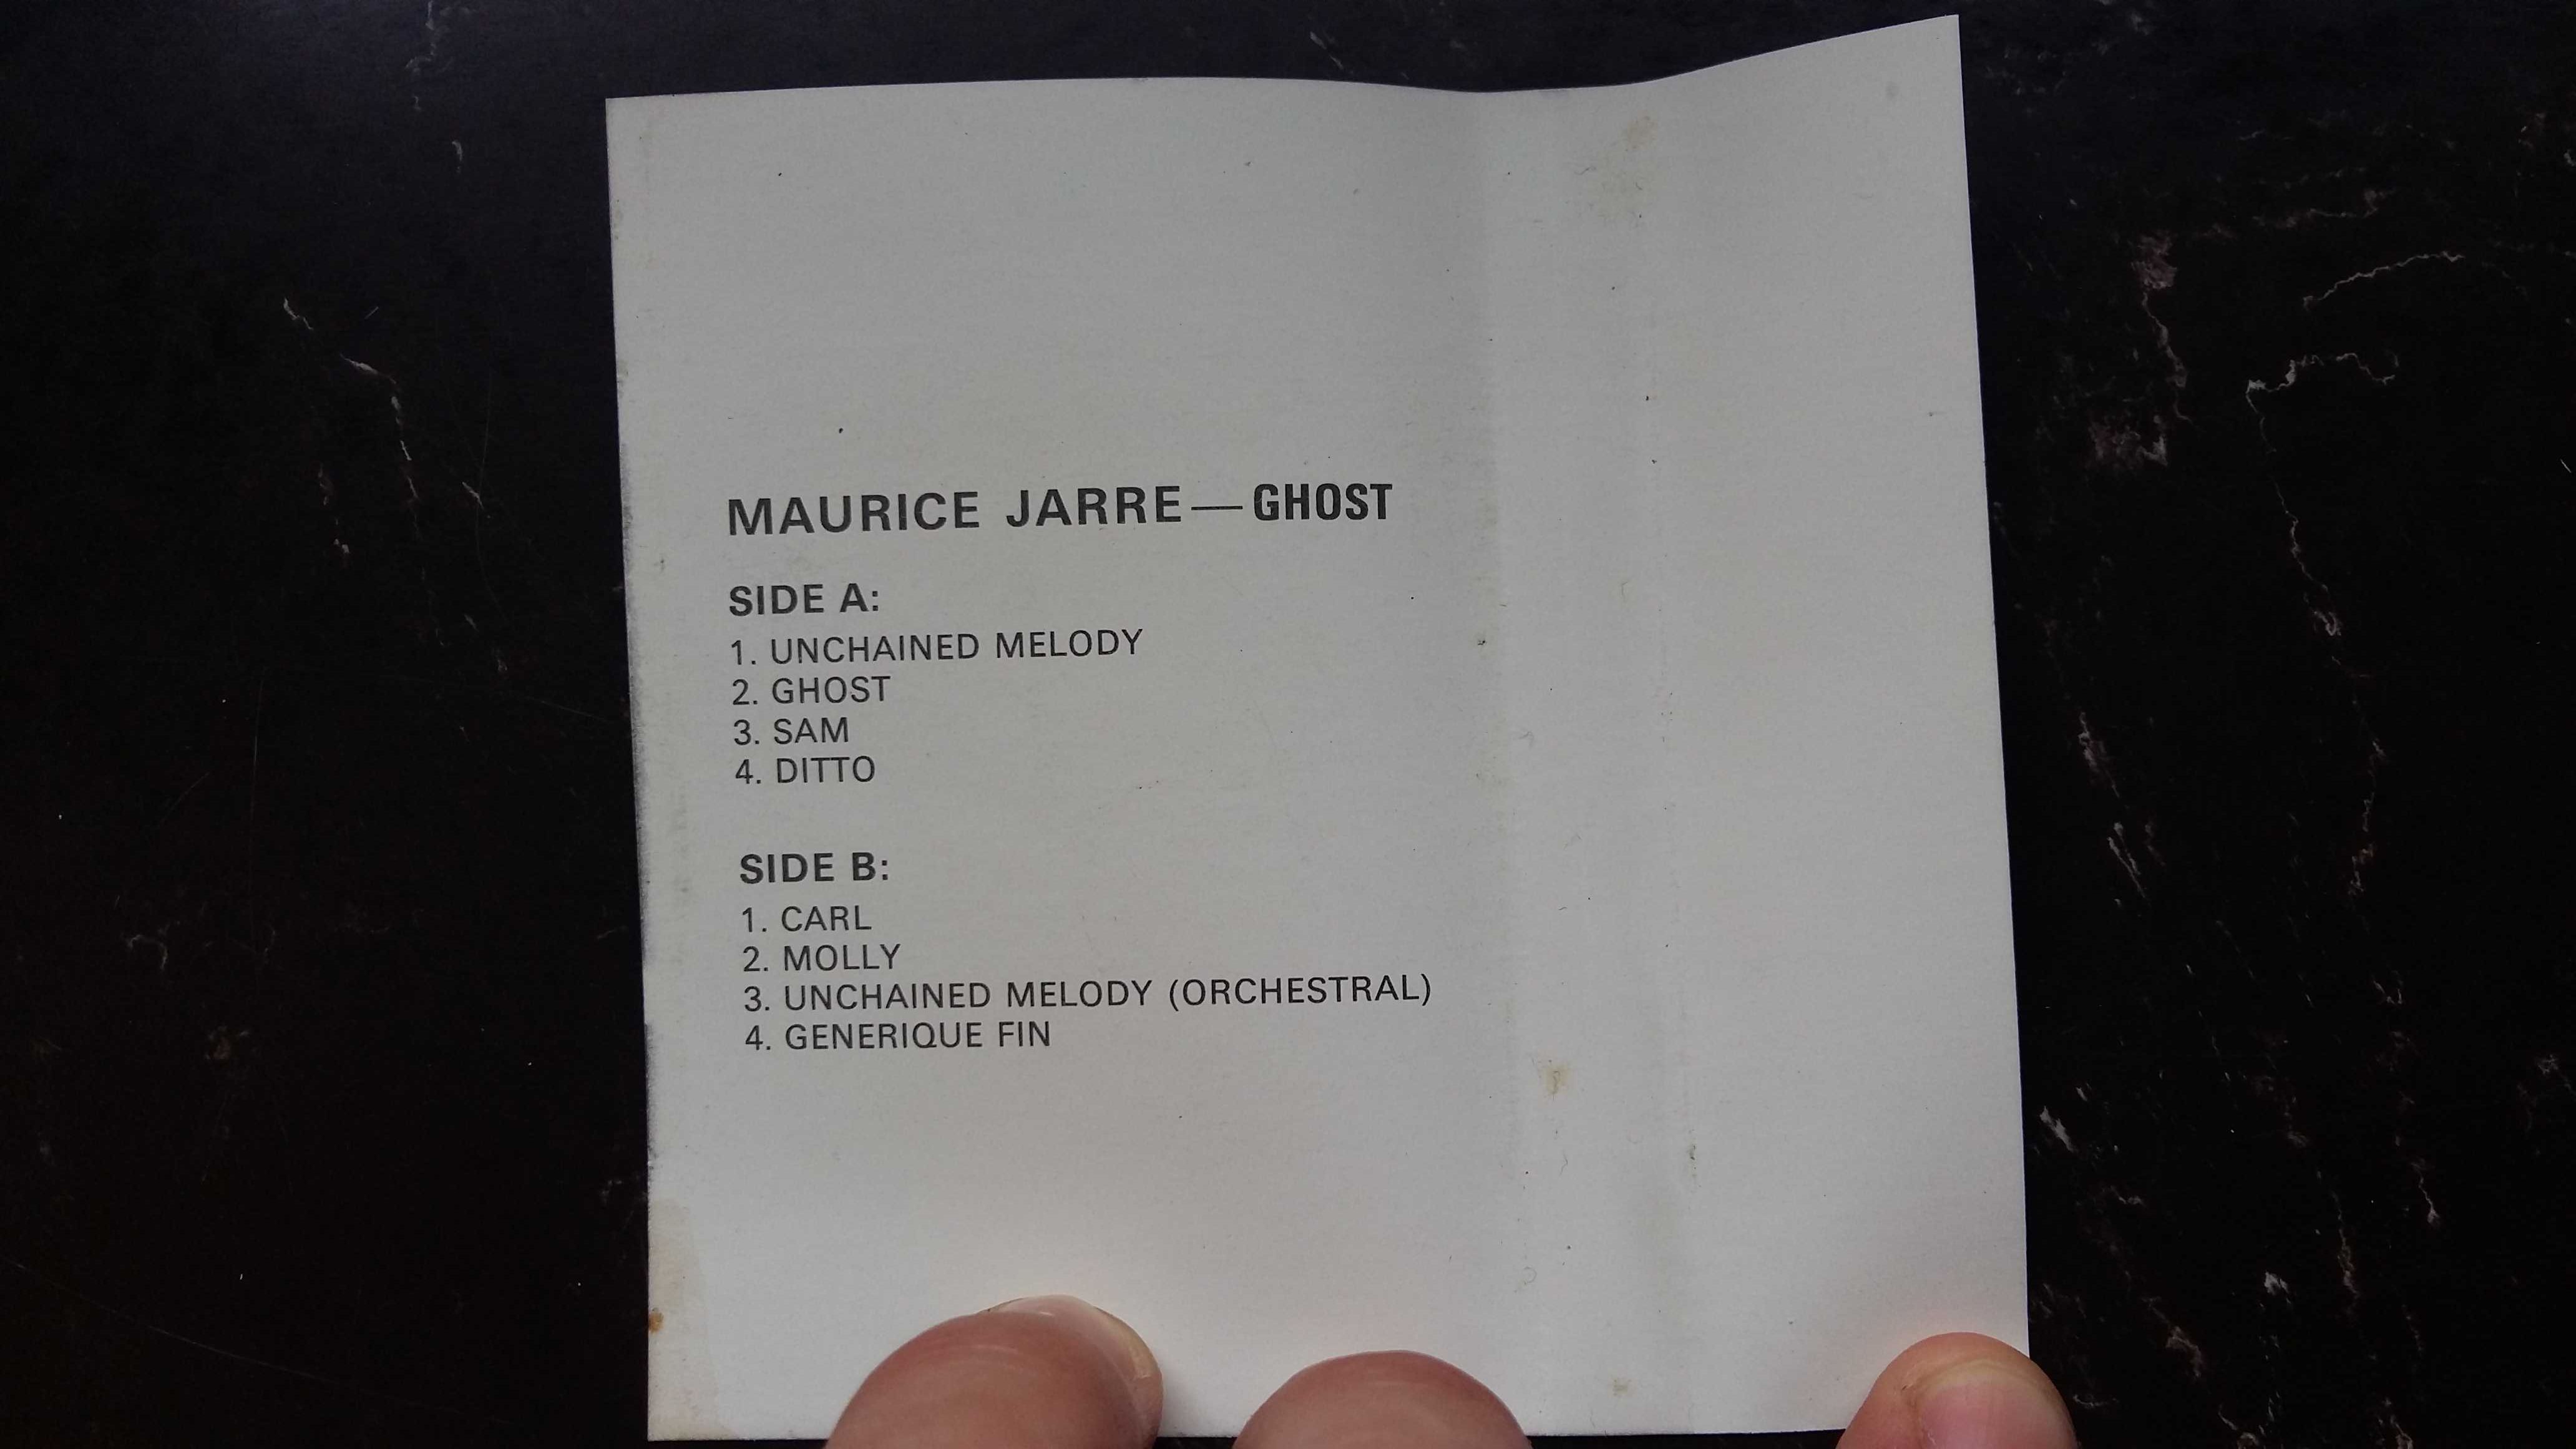 MAURICE JARRE — GHOST
SIDE A:
1. UNCHAINED MELODY
2. GHOST
3. SAM
4. DITTO
SIDE B:
1. CARL
2. MOLLY
3. UNCHAINED MELODY (ORCHESTRAL)
4. GENERIQUE FIN